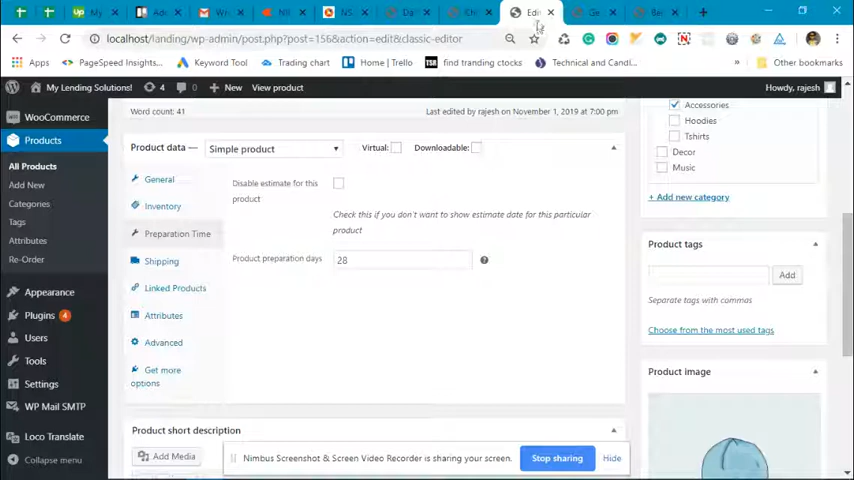 My
Edi
localhost/landing/wp-admin/post.php?post=156&action=edit&classic-editor
Apps PageSpeed Insights... Keyword Tool Trading chart Home | Trello TSR find tranding ctocks Technical and Candl... » Other bookmarks
My Lending Solutions! 4 0 + New View product Howdy, rajesh
WooCommerce
Products
All Products
Add New
Categories
Tags
Attributes
Re-Order
Appearance
Plugins 4
Users
Tools
Settings
WP Mail SMTP
Loco Translate
Collapse menu
Word count: 41 Last edited by rajesh on November 1, 2019 at 7:00 pm
Product data — Simple product Virtual: Downloadable:
General
Inventory
Preparation Time
Shipping
Linked Products
Attributes
Advanced
Get more
options
Disable estimate for this
product
Check this if you don't want to show estimate date for this particular
product
Product preparation days 28
Product short description
Add Media
Accessories
Hoodies
Tshirts
Decor
Music
+ Add new category
Product tags
Add
Separate tags with commas
Choose from the most used tags
Product image
Nimbus Screenshot & Screen Video Recorder is sharing your screen. Stop sharing Hide